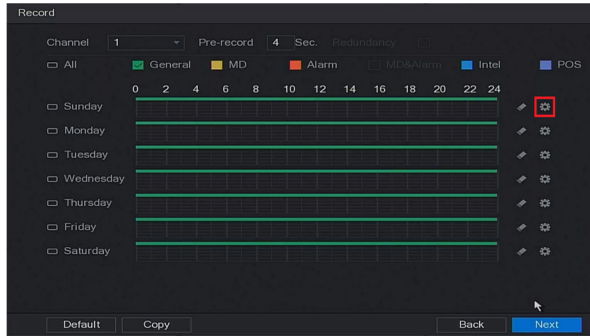 Record
Channel 1 Pre-record 4 Sec. Redundancy
All General MD Alarm MD&Alarm Intel POS
0 2 4 6 8 10 12 14 16 18 20 22 24
Sunday
Monday
Tuesday
Wednesday
Thursday
Friday
Saturday
Default Copy Back Next